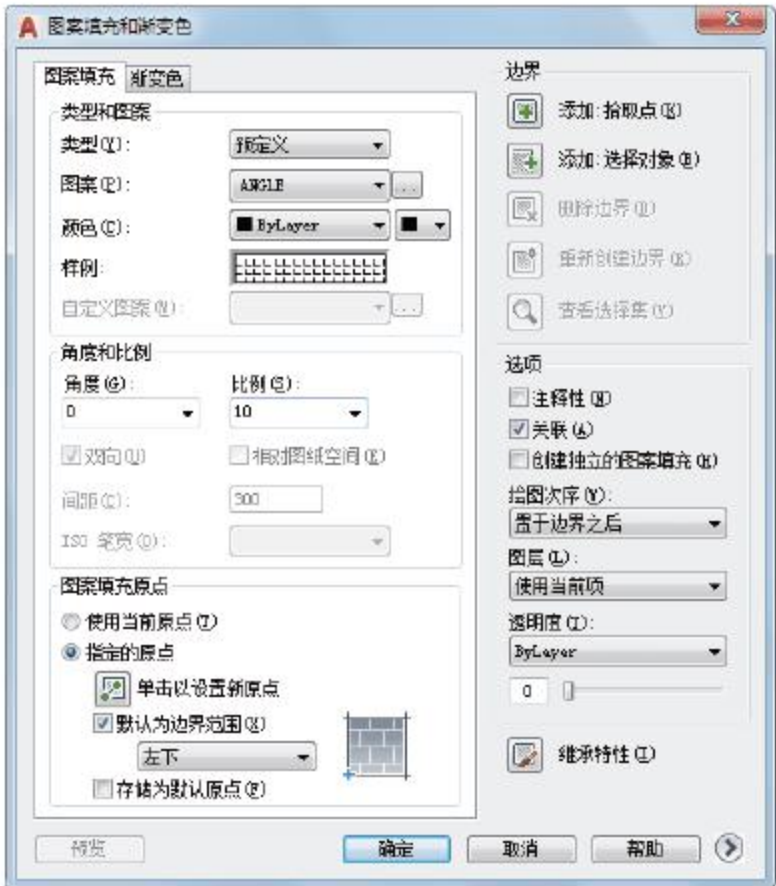 图案填充和渐变色
图案填充 渐变色
类型和图案
类型(Y):
预定义
图案(P):
ANGLE
...
颜色(C):
ByLayer
样例:
自定义图案(M):
...
角度和比例
角度(G):
比例(S):
0
10
双向(U)
相对图纸空间(E)
间距(C):
300
ISO 笔宽(O):
图案填充原点
使用当前原点(T)
指定的原点
单击以设置新原点
默认为边界范围(X)
左下
存储为默认原点(F)
边界
添加:拾取点(K)
添加:选择对象(B)
删除边界(D)
重新创建边界(R)
查看选择集(V)
选项
注释性(N)
关联(A)
创建独立的图案填充(H)
绘图次序(W):
置于边界之后
图层(L):
使用当前项
透明度(T):
ByLayer
0
继承特性(I)
预览
确定
取消
帮助